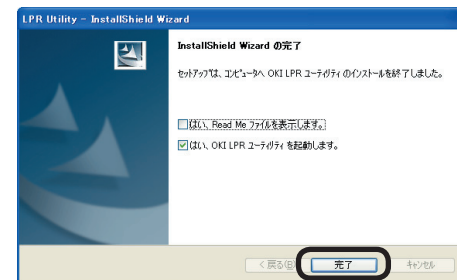 LPR Utility - InstallShield Wizard
InstallShield Wizard の完了
セットアップは、コンピュータへ OKI LPR ユーティリティ のインストールを終了しました。
はい、Read Me ファイルを表示します。
はい、OKI LPR ユーティリティ を起動します。
< 戻る(B) 完了 キャンセル